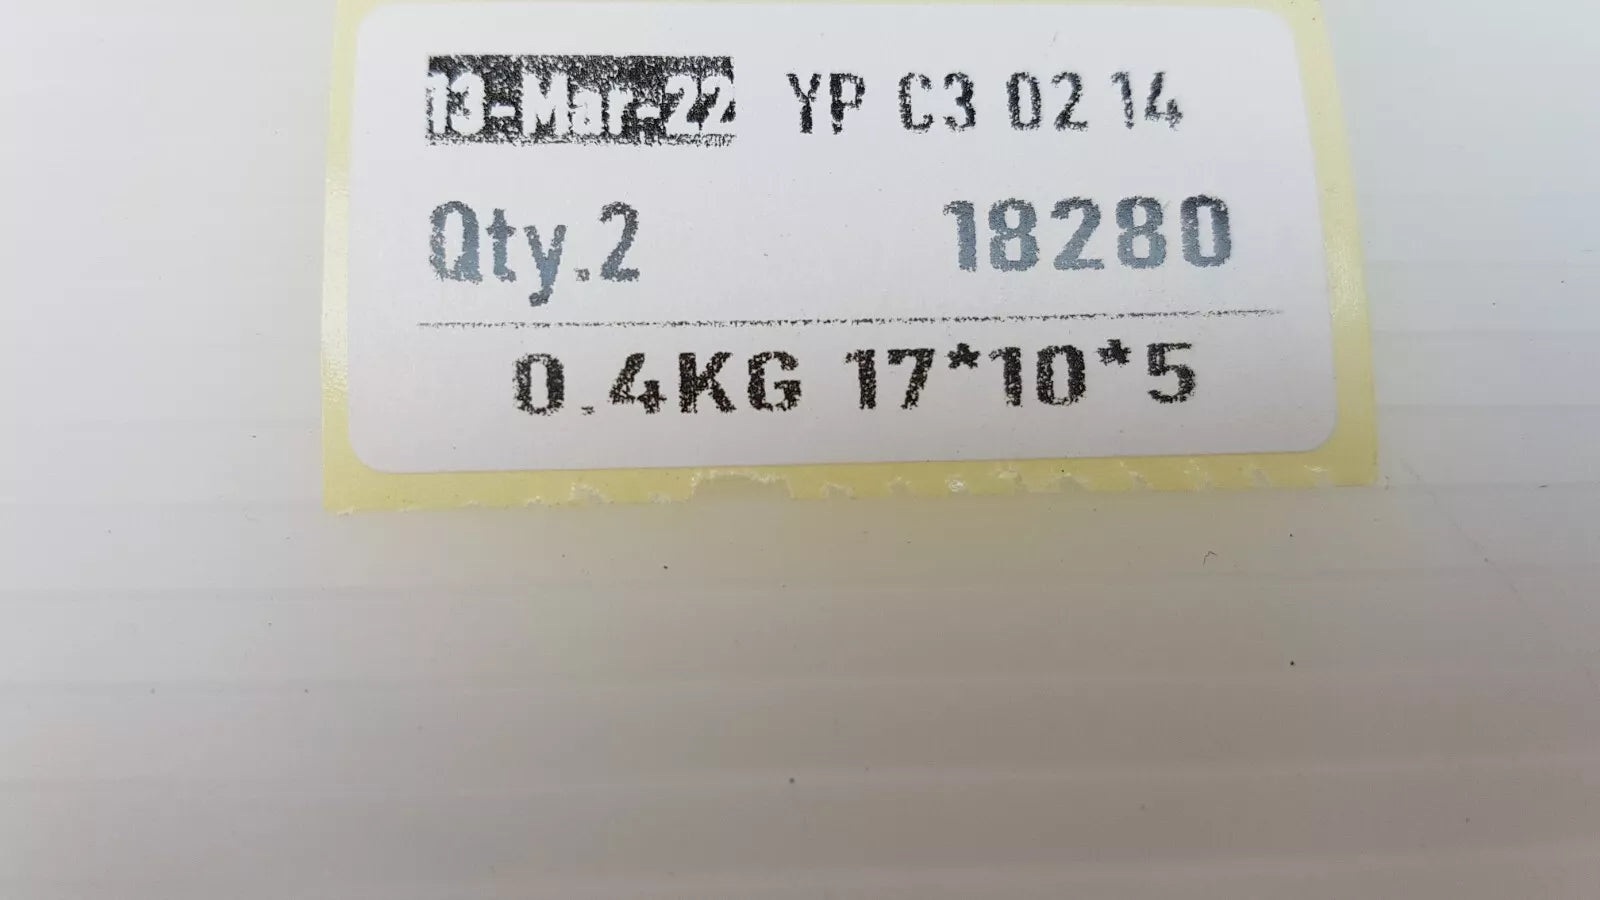 13-Mar-22 YP C3 02 14
Qty.2 18280
0.4KG 17*10*5